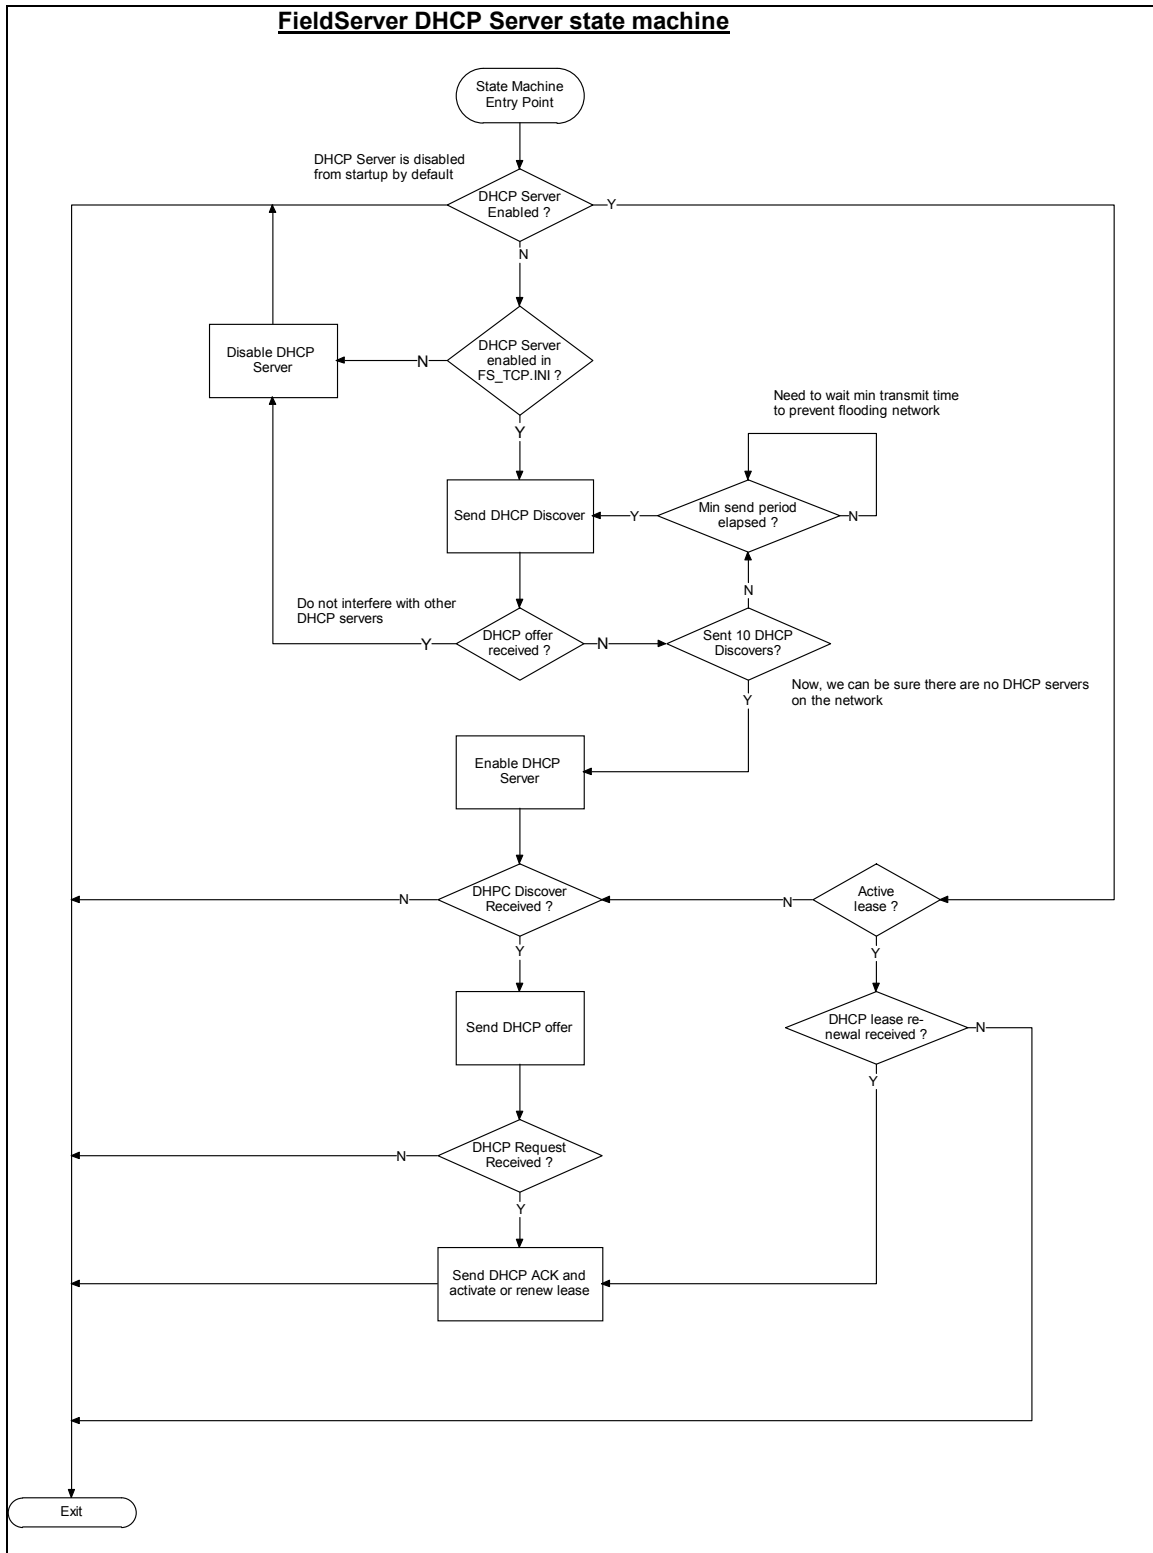 FieldServer DHCP Server state machine
State Machine
Entry Point
DHCP Server is disabled
from startup by default
DHCP Server
Enabled ?
Y
N
Disable DHCP
Server
N
DHCP Server
enabled in
FS_TCP.INI ?
Y
Need to wait min transmit time
to prevent flooding network
Send DHCP Discover
Y
Min send period
elapsed ?
N
N
Do not interfere with other
DHCP servers
Y
DHCP offer
received ?
N
Sent 10 DHCP
Discovers?
Y
Now, we can be sure there are no DHCP servers
on the network
Enable DHCP
Server
N
DHPC Discover
Received ?
N
Active
lease ?
Y
Y
Send DHCP offer
DHCP lease re-
newal received ?
N
Y
N
DHCP Request
Received ?
Y
Send DHCP ACK and
activate or renew lease
Exit